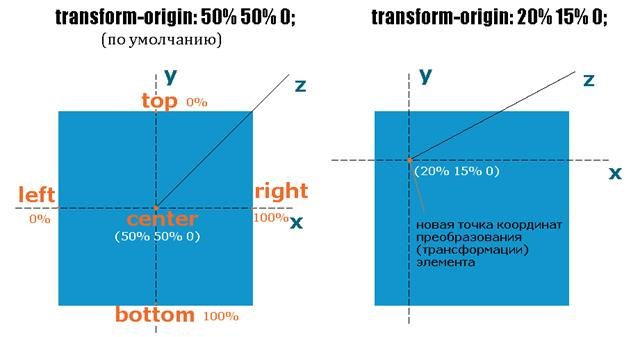 transform-origin: 50% 50% 0;
(по умолчанию)
y
z
top 0%
left
0%
right
100%
x
center
(50% 50% 0)
bottom 100%
transform-origin: 20% 15% 0;
y
z
x
(20% 15% 0)
новая точка координат
преобразования
(трансформации)
элемента